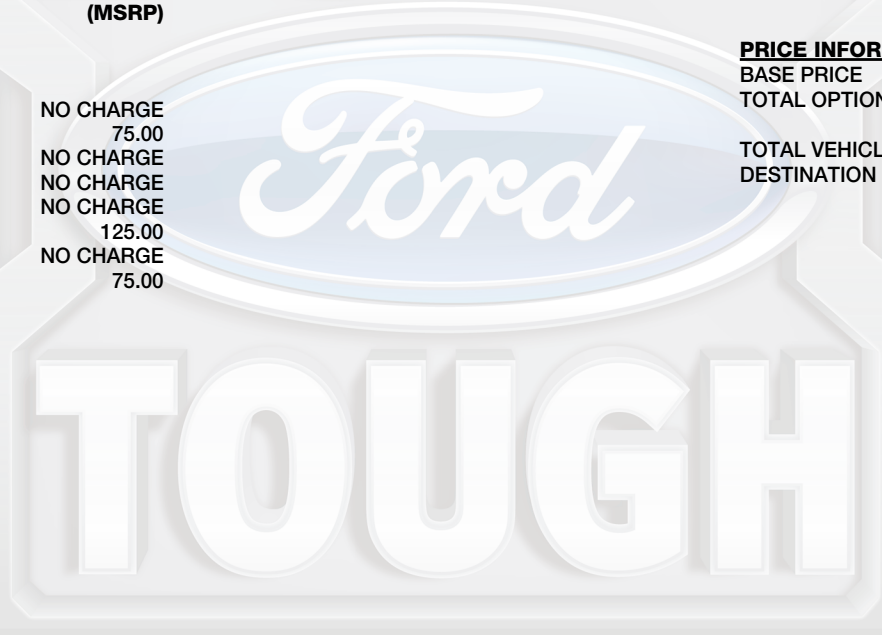 (MSRP)
NO CHARGE
75.00
NO CHARGE
NO CHARGE
NO CHARGE
125.00
NO CHARGE
75.00
PRICE INFOR
BASE PRICE
TOTAL OPTION
TOTAL VEHICL
DESTINATION
Ford
TOUGH